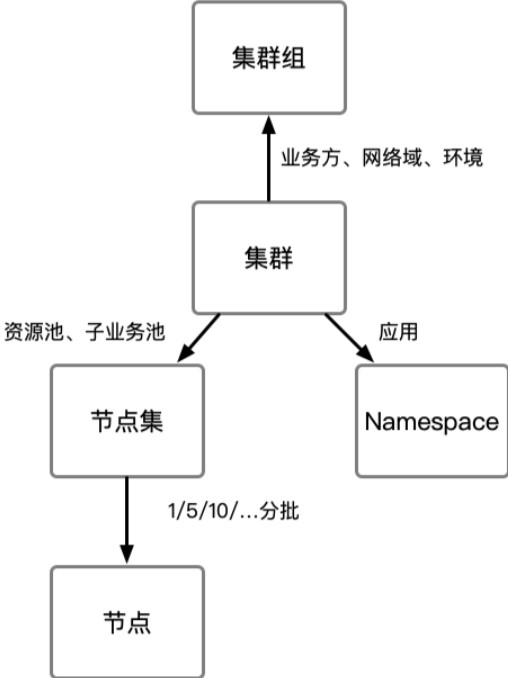 集群组
业务方、网络域、环境
集群
资源池、子业务池
应用
节点集
Namespace
1/5/10/...分批
节点